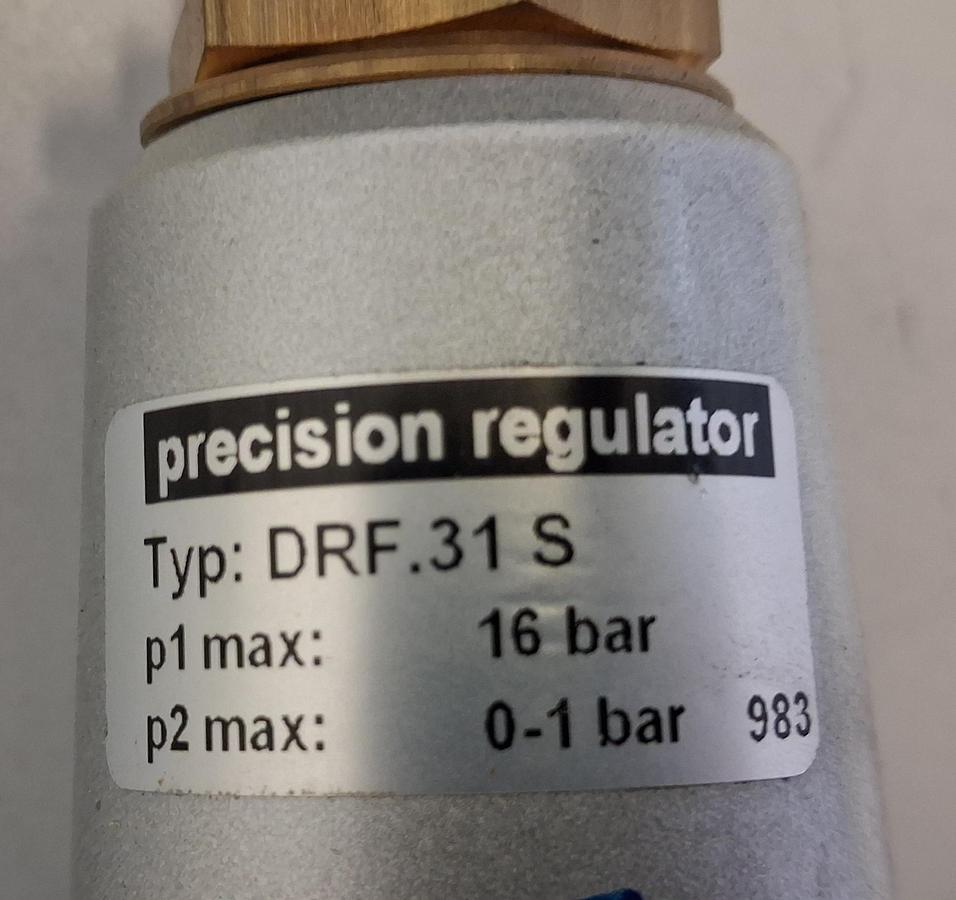 precision regulator
Typ: DRF.31 S
p1 max: 16 bar
p2 max: 0-1 bar 983